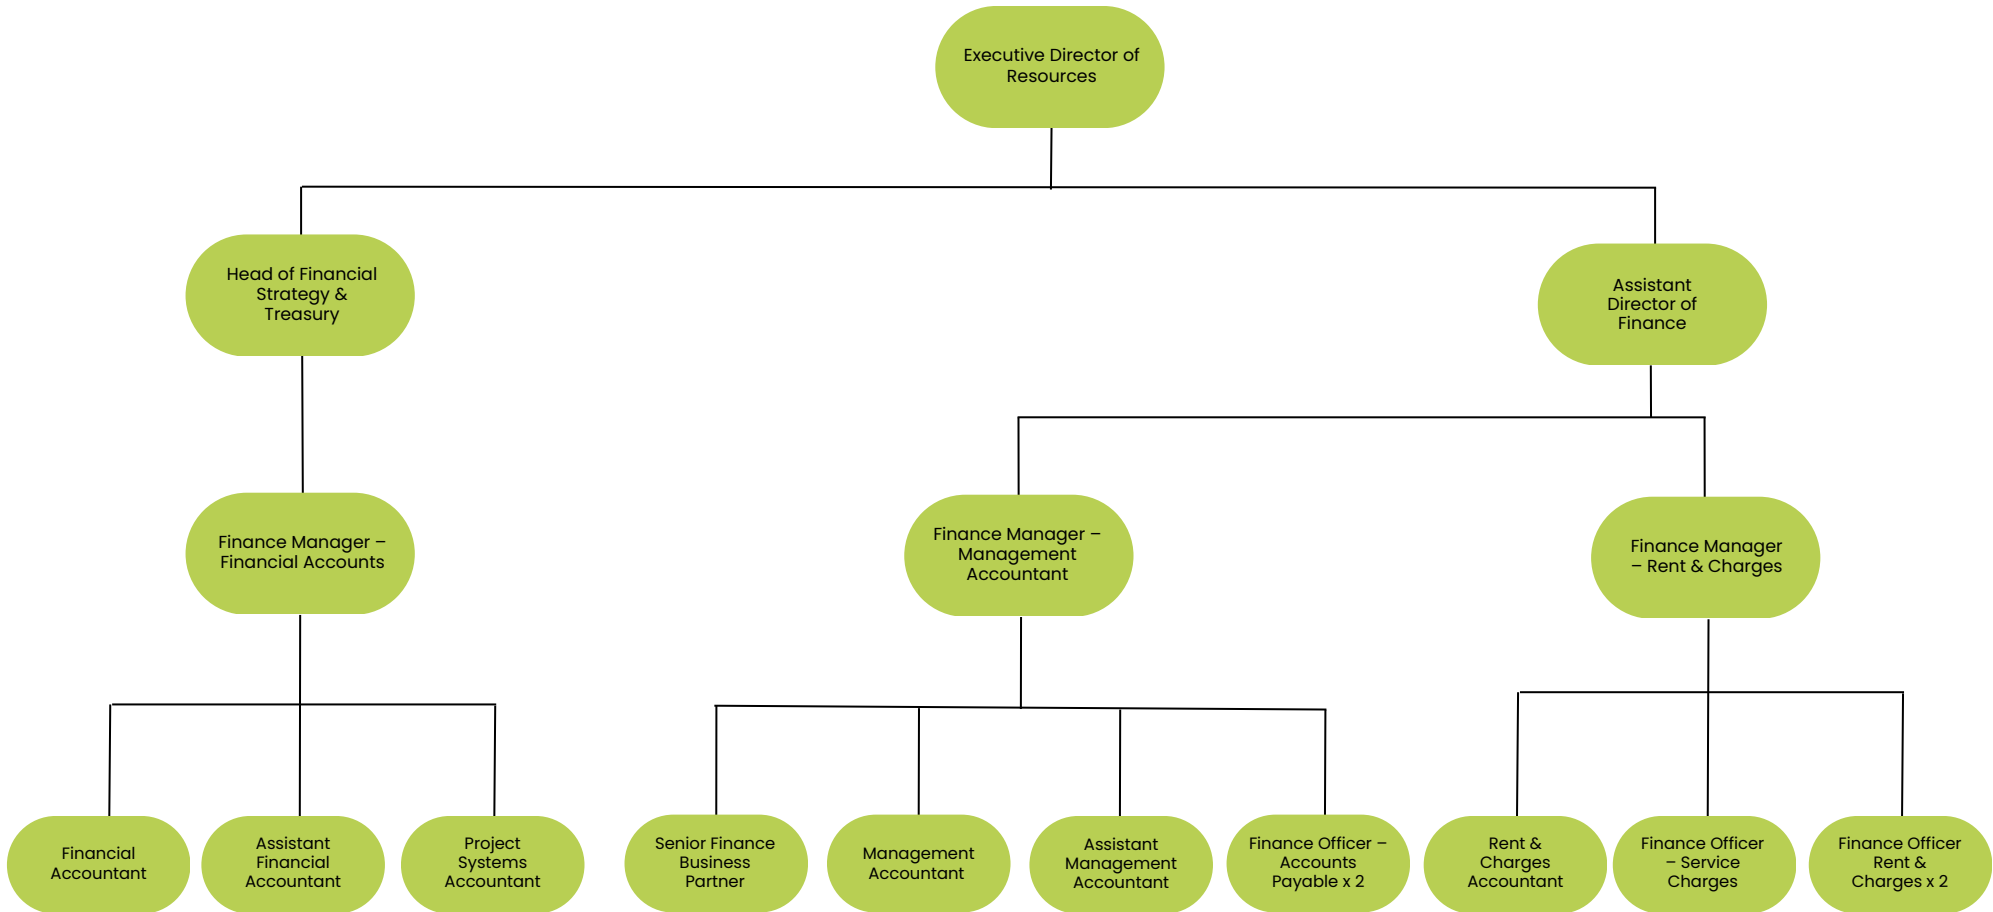 Executive Director of
Resources
Head of Financial
Strategy &
Treasury
Assistant
Director of
Finance
Finance Manager –
Financial Accounts
Finance Manager –
Management
Accountant
Finance Manager
– Rent & Charges
Financial
Accountant
Assistant
Financial
Accountant
Project
Systems
Accountant
Senior Finance
Business
Partner
Management
Accountant
Assistant
Management
Accountant
Finance Officer –
Accounts
Payable x 2
Rent &
Charges
Accountant
Finance Officer
– Service
Charges
Finance Officer
Rent &
Charges x 2